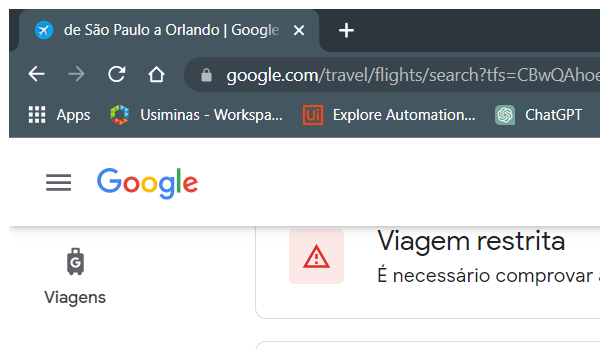 de São Paulo a Orlando | Google
google.com/travel/flights/search?tfs=CBwQAhoe
Apps
Usiminas - Workspa...
Ui
Explore Automation...
ChatGPT
Google
Viagem restrita
É necessário comprovar a
G
Viagens